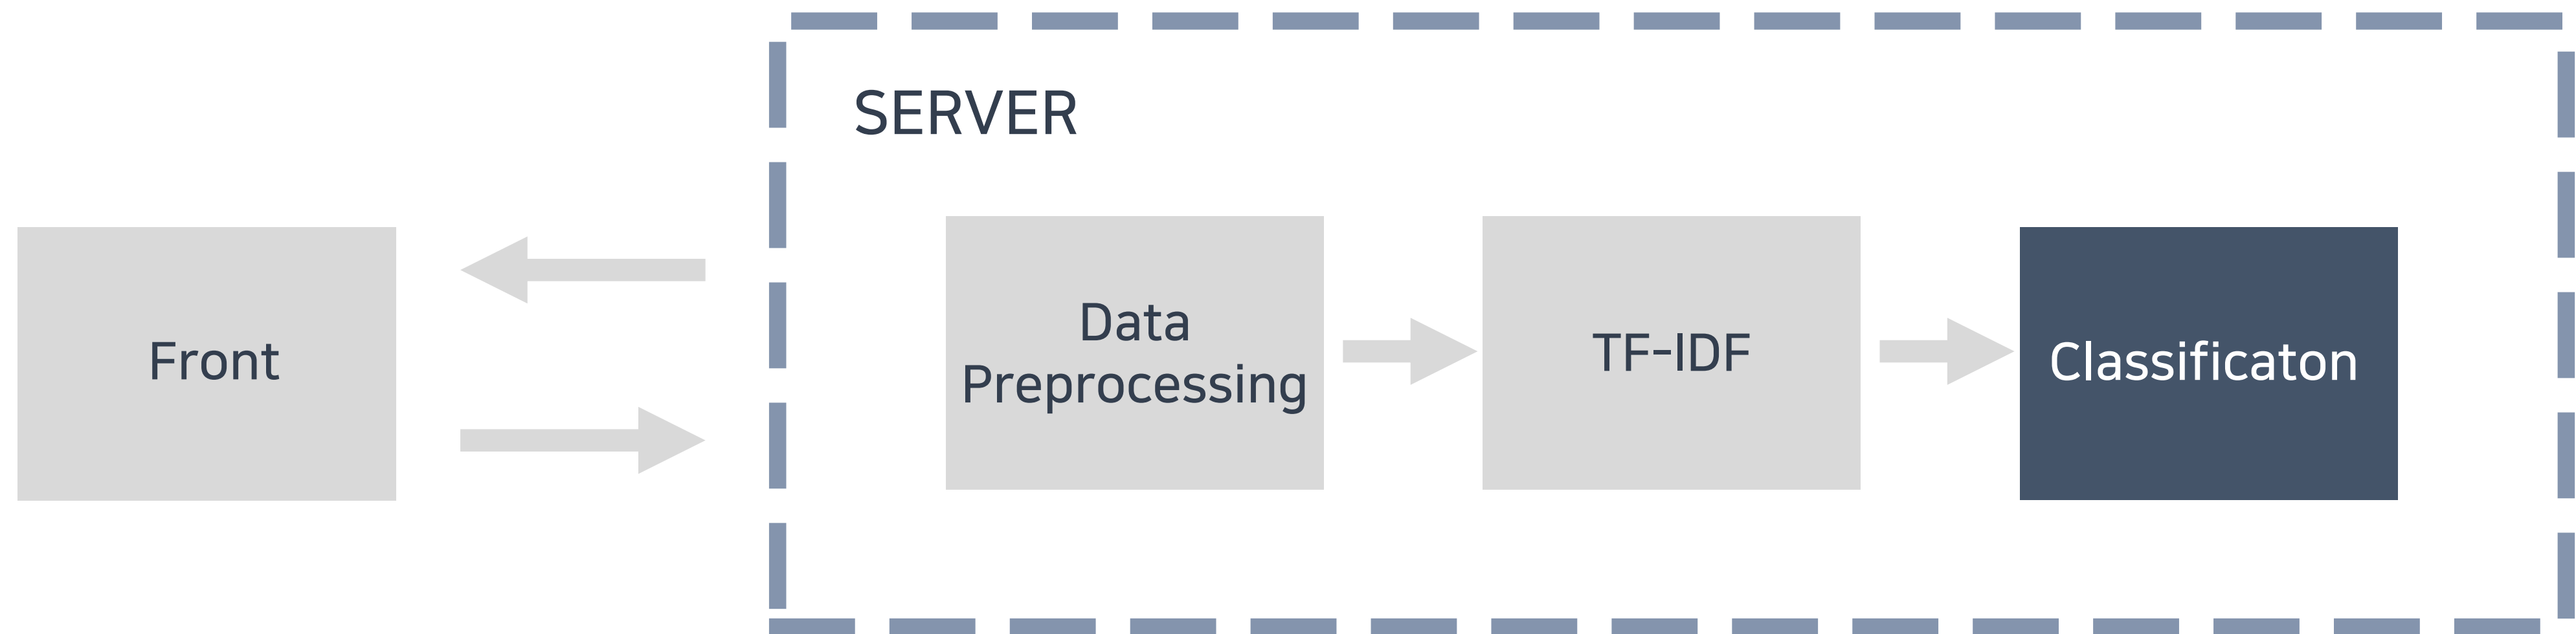 SERVER
Front
Data
Preprocessing
TF-IDF
Classificaton